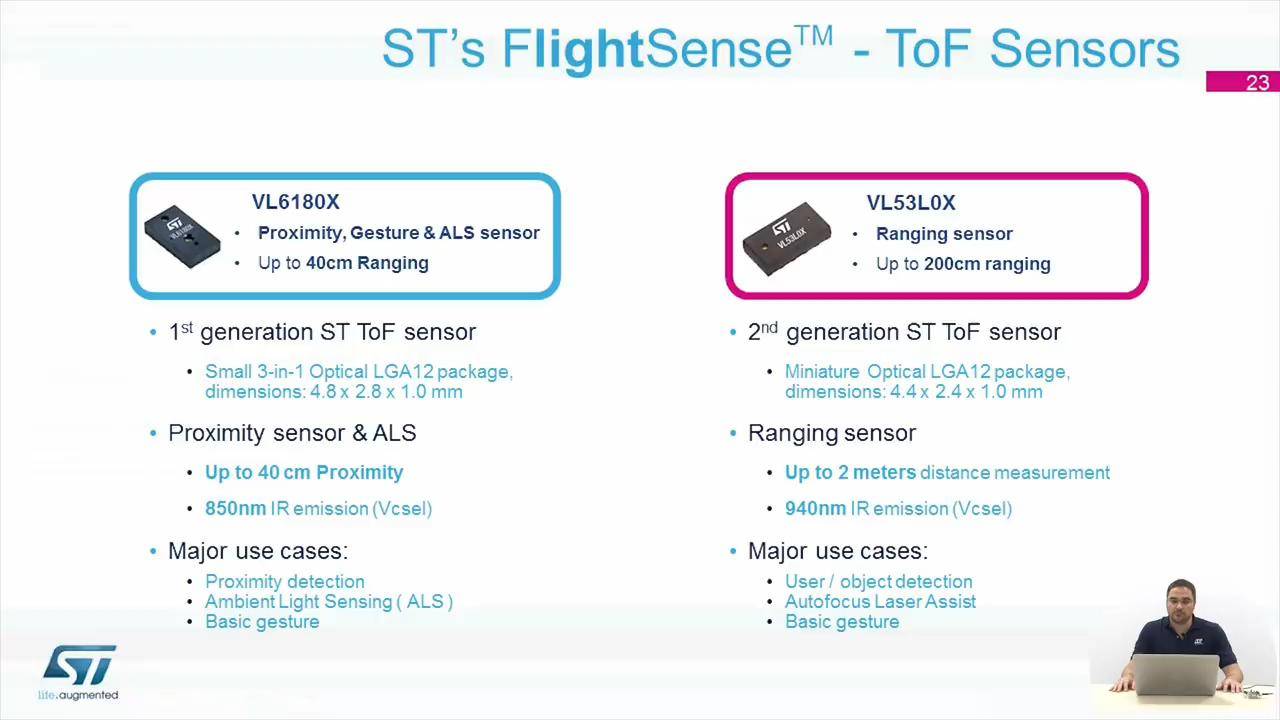 ST's FlightSense™ - ToF Sensors
23
VL6180X
• Proximity, Gesture & ALS sensor
• Up to 40cm Ranging
ST
VL6180X
• 1st generation ST ToF sensor
• Small 3-in-1 Optical LGA12 package,
dimensions: 4.8 x 2.8 x 1.0 mm
• Proximity sensor & ALS
• Up to 40 cm Proximity
• 850nm IR emission (Vcsel)
• Major use cases:
• Proximity detection
• Ambient Light Sensing ( ALS )
• Basic gesture
VL53L0X
• Ranging sensor
• Up to 200cm ranging
ST
VL53L0X
• 2nd generation ST ToF sensor
• Miniature Optical LGA12 package,
dimensions: 4.4 x 2.4 x 1.0 mm
• Ranging sensor
• Up to 2 meters distance measurement
• 940nm IR emission (Vcsel)
• Major use cases:
• User / object detection
• Autofocus Laser Assist
• Basic gesture
ST
life.augmented